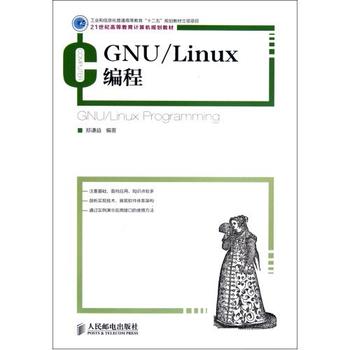 工业和信息化普通高等教育“十二五”规划教材立项项目
21世纪高等教育计算机规划教材
COMPUTER
GNU/Linux
编程
GNU/Linux Programming
郑谦益 编著
注重基础、面向应用、知识点较多
剖析实现技术、展现软件体系架构
通过实例演示应用接口的使用方法
人民邮电出版社
POSTS & TELECOM PRESS